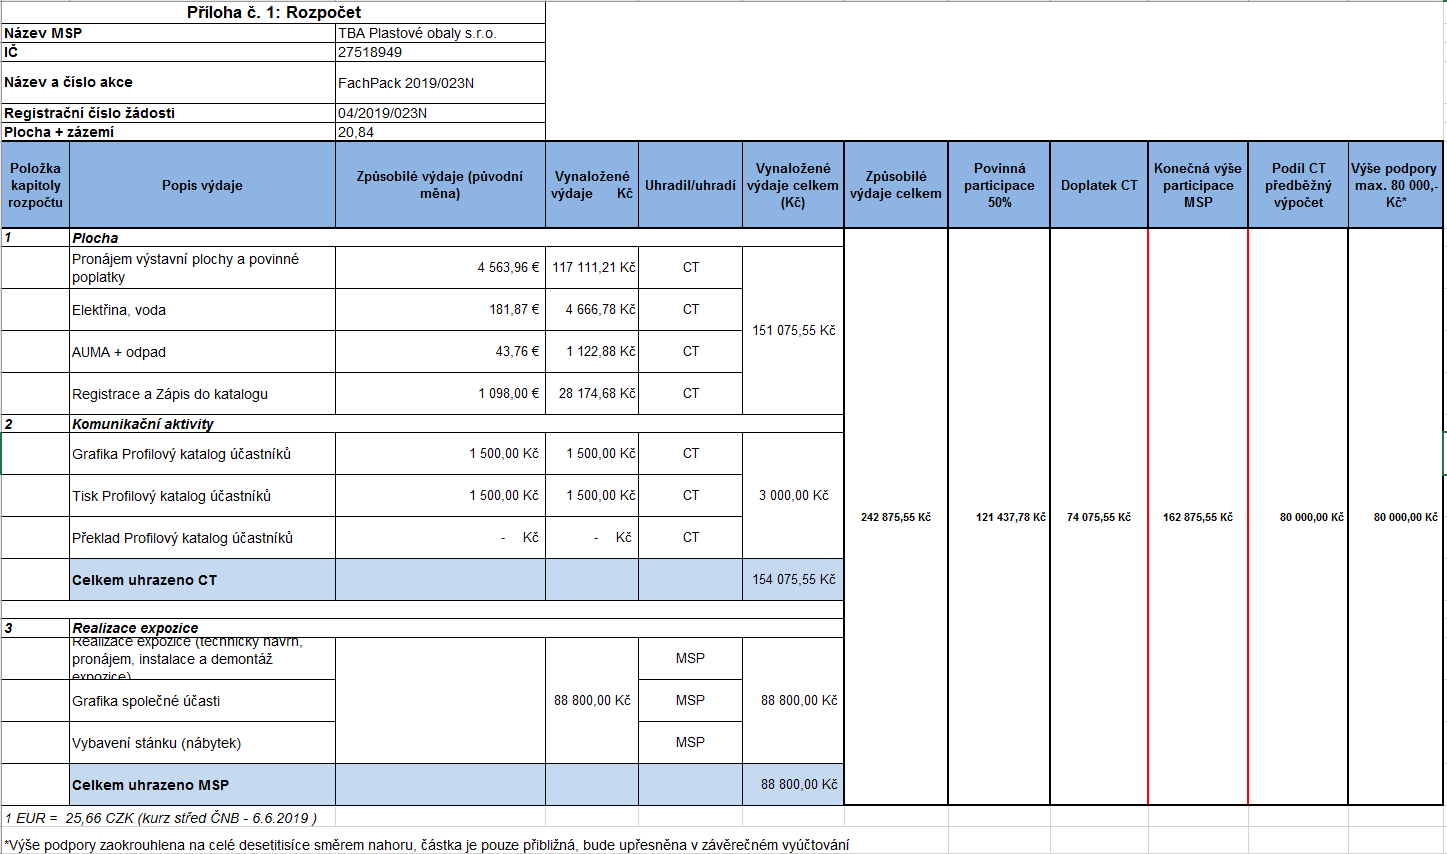 Příloha č. 1: Rozpočet
Název MSP TBA Plastové obaly s.r.o.
IČ 27518949
Název a číslo akce FachPack 2019/023N
Registrační číslo žádosti 04/2019/023N
Plocha + zázemí 20,84
Položka kapitoly rozpočtu Popis výdaje Způsobilé výdaje (původní měna) Vynaložené výdaje Kč Uhradil/uhradí Vynaložené výdaje celkem (Kč) Způsobilé výdaje celkem Povinná participace 50% Doplatek CT Konečná výše participace MSP Podíl CT předběžný výpočet Výše podpory max. 80 000,- Kč*
1 Plocha
Pronájem výstavní plochy a povinné poplatky 4 563,96 € 117 111,21 Kč CT
Elektřina, voda 181,87 € 4 666,78 Kč CT
151 075,55 Kč
AUMA + odpad 43,76 € 1 122,88 Kč CT
Registrace a Zápis do katalogu 1 098,00 € 28 174,68 Kč CT
2 Komunikační aktivity
Grafika Profilový katalog účastníků 1 500,00 Kč 1 500,00 Kč CT
Tisk Profilový katalog účastníků 1 500,00 Kč 1 500,00 Kč CT 3 000,00 Kč
242 875,55 Kč 121 437,78 Kč 74 075,55 Kč 162 875,55 Kč 80 000,00 Kč 80 000,00 Kč
Překlad Profilový katalog účastníků - Kč - Kč CT
Celkem uhrazeno CT 154 075,55 Kč
3 Realizace expozice
Realizace expozice (technický návrh,
pronájem, instalace a demontáž MSP
expozice)
Grafika společné účasti 88 800,00 Kč MSP 88 800,00 Kč
Vybavení stánku (nábytek) MSP
Celkem uhrazeno MSP 88 800,00 Kč
1 EUR = 25,66 CZK (kurz střed ČNB - 6.6.2019 )
*Výše podpory zaokrouhlena na celé desetitisíce směrem nahoru, částka je pouze přibližná, bude upřesněna v závěrečném vyúčtování